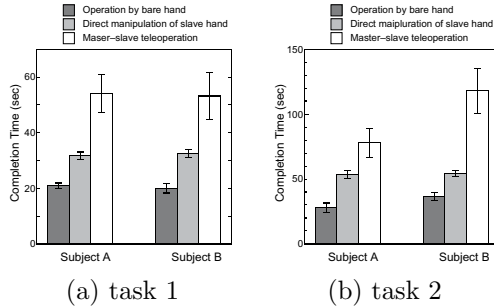 Operation by bare hand
Direct manipulation of slave hand
Maser–slave teleoperation
Completion Time (sec)
60
40
20
0
Subject A
Subject B
(a) task 1
Operation by bare hand
Direct maipluration of slave hand
Master–slave teleoperation
Completion Time (sec)
150
100
50
0
Subject A
Subject B
(b) task 2